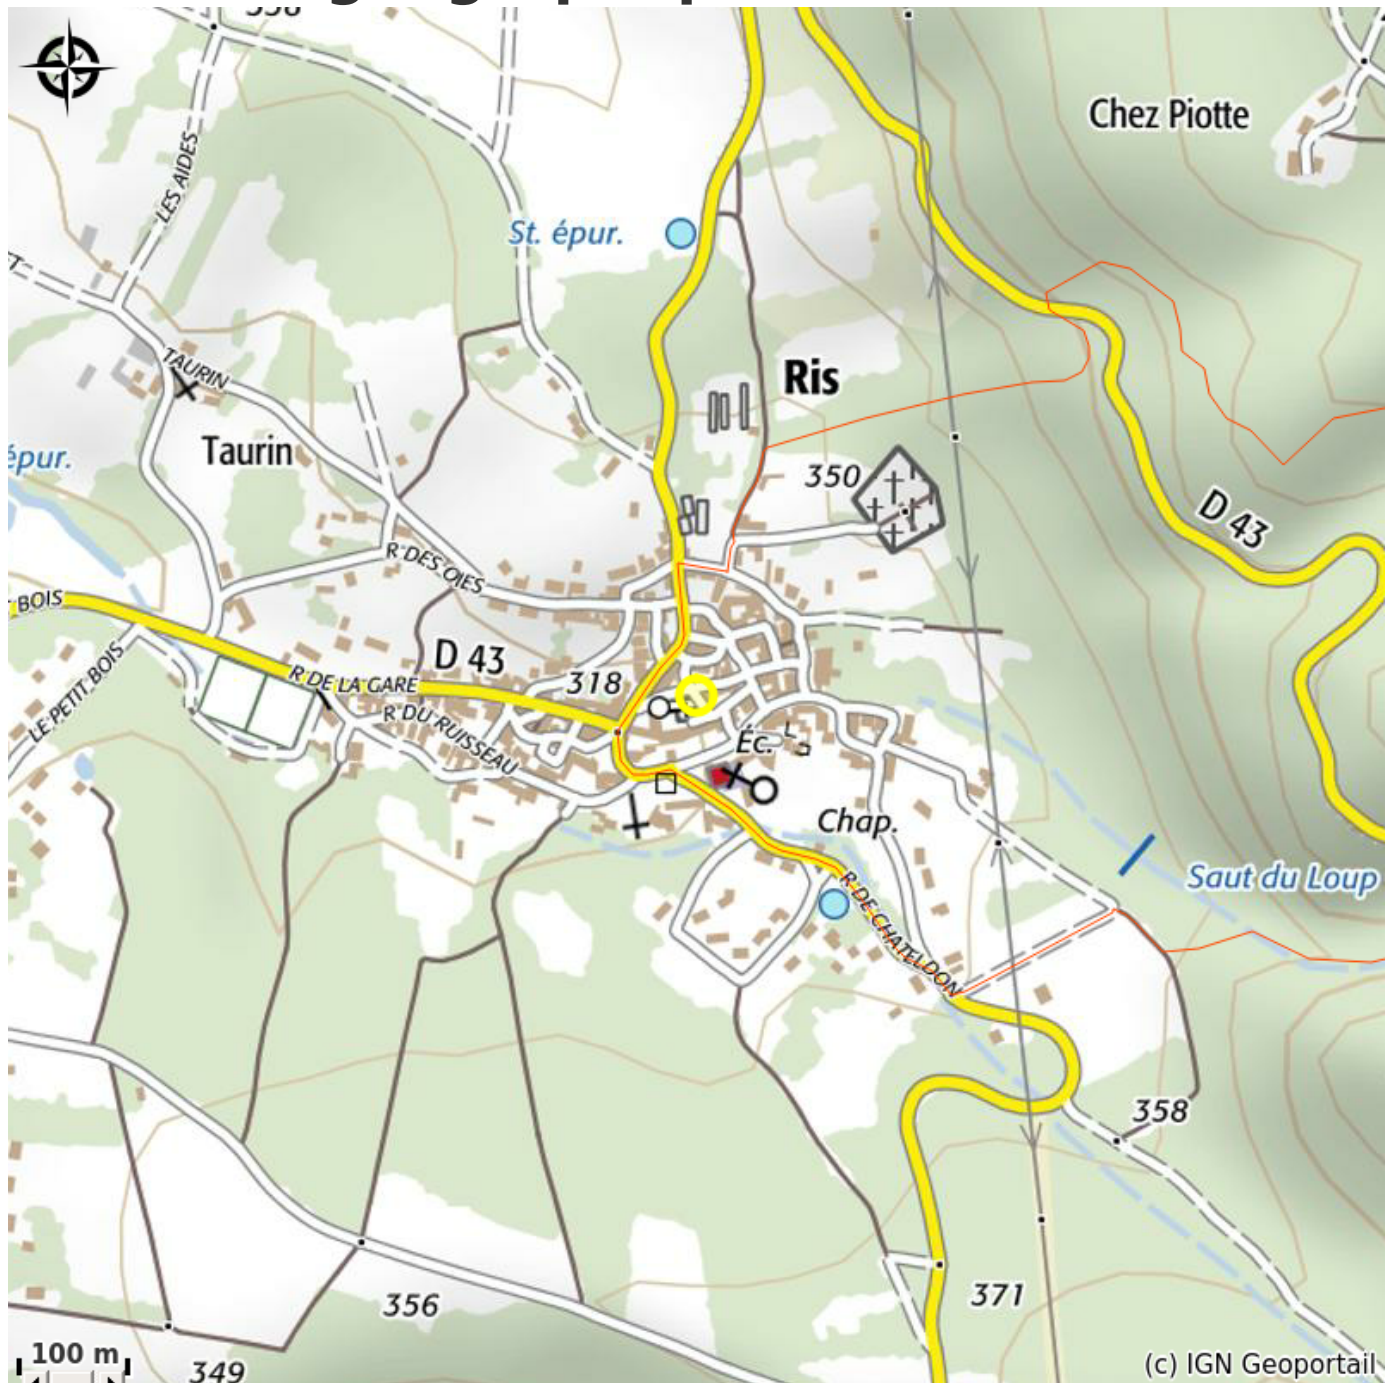 Chez Piotte
LES AIDES
St. épur.
TAURIN
Ris
Taurin
350
épur.
D 43
R DES OIES
BOIS
D 43
318
R DE LA GARE
LE PETIT BOIS
R DU RUISSEAU
Éc.
Chap.
Saut du Loup
R DE CHATELDON
358
371
356
100 m
349
(c) IGN Geoportail